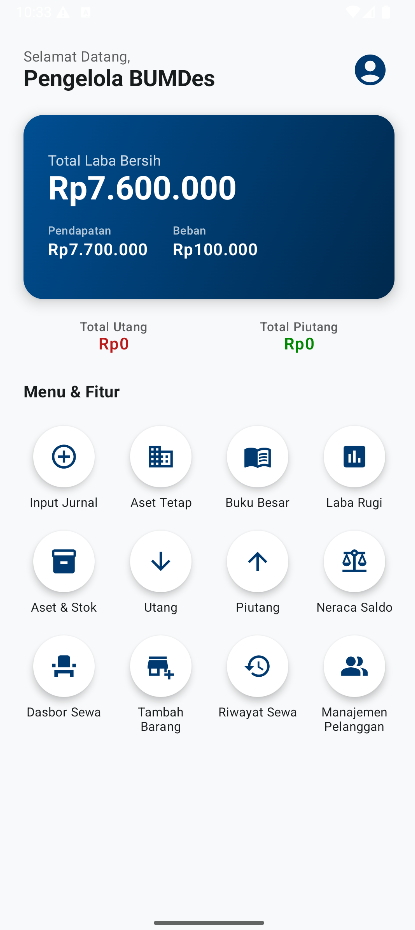 10:39
Selamat Datang,
Pengelola BUMDes
Total Laba Bersih
Rp7.600.000
Pendapatan Beban
Rp7.700.000 Rp100.000
Total Utang Total Piutang
Rp0 Rp0
Menu & Fitur
Input Jurnal Aset Tetap Buku Besar Laba Rugi
Aset & Stok Utang Piutang Neraca Saldo
Dasbor Sewa Tambah Barang Riwayat Sewa Manajemen Pelanggan